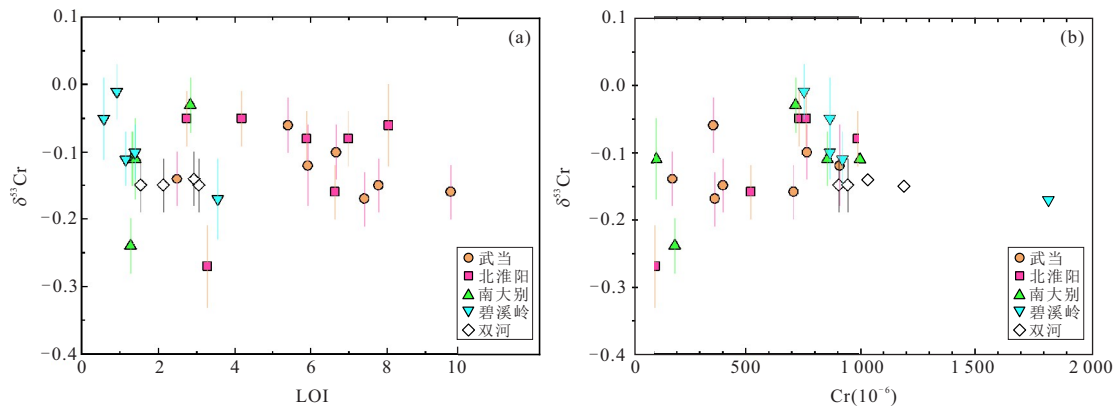 0.1
0.0
−0.1
−0.2
−0.3
−0.4
δ⁵³Cr
(a)
武当
北淮阳
南大别
碧溪岭
双河
0 2 4 6 8 10
LOI
0.1
0.0
−0.1
−0.2
−0.3
−0.4
δ⁵³Cr
(b)
武当
北淮阳
南大别
碧溪岭
双河
0 500 1 000 1 500 2 000
Cr(10⁻⁶)